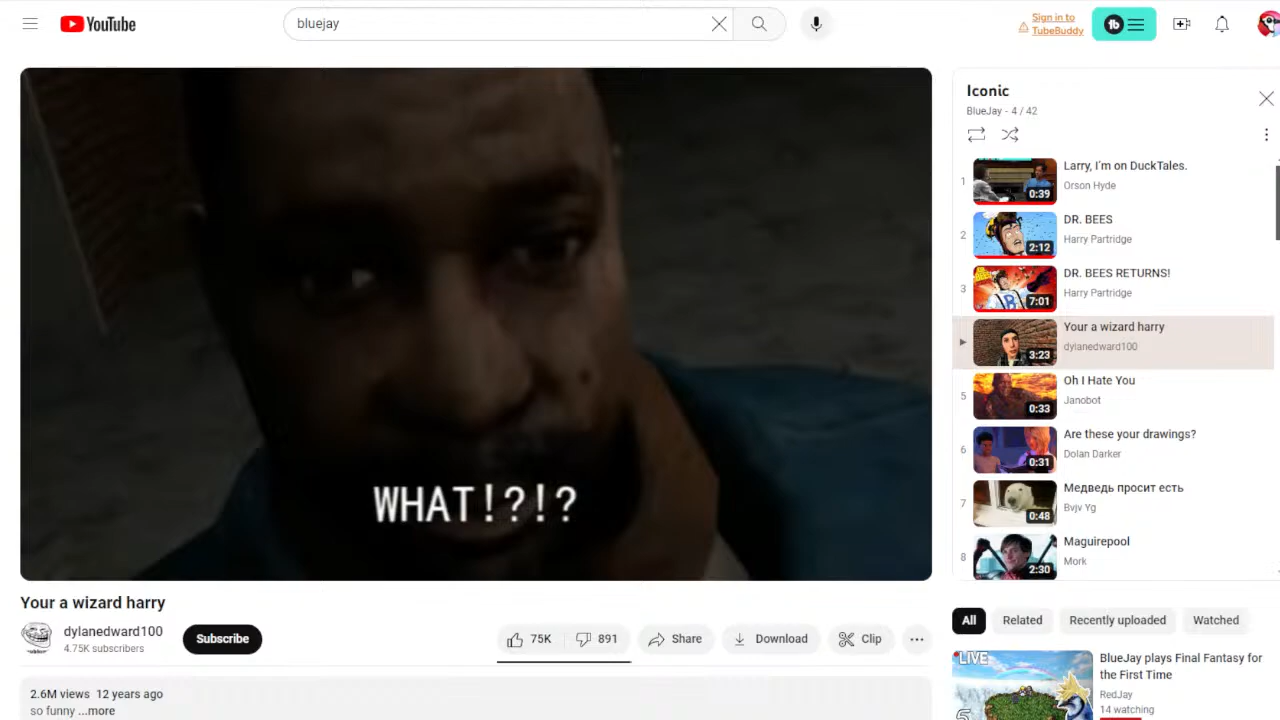 YouTube
bluejay
Sign in to
TubeBuddy
tb
WHAT!?!?
Your a wizard harry
dylanedward100
4.75K subscribers
Subscribe
75K
891
Share
Download
Clip
2.6M views 12 years ago
so funny ...more
Iconic
BlueJay - 4 / 42
1
0:39
Larry, I'm on DuckTales.
Orson Hyde
2
2:12
DR. BEES
Harry Partridge
3
7:01
DR. BEES RETURNS!
Harry Partridge
3:23
Your a wizard harry
dylanedward100
5
0:33
Oh I Hate You
Janobot
6
0:31
Are these your drawings?
Dolan Darker
7
0:48
Медведь просит есть
Bvjv Yg
8
2:30
Maguirepool
Mork
All
Related
Recently uploaded
Watched
LIVE
5
BlueJay plays Final Fantasy for
the First Time
RedJay
14 watching